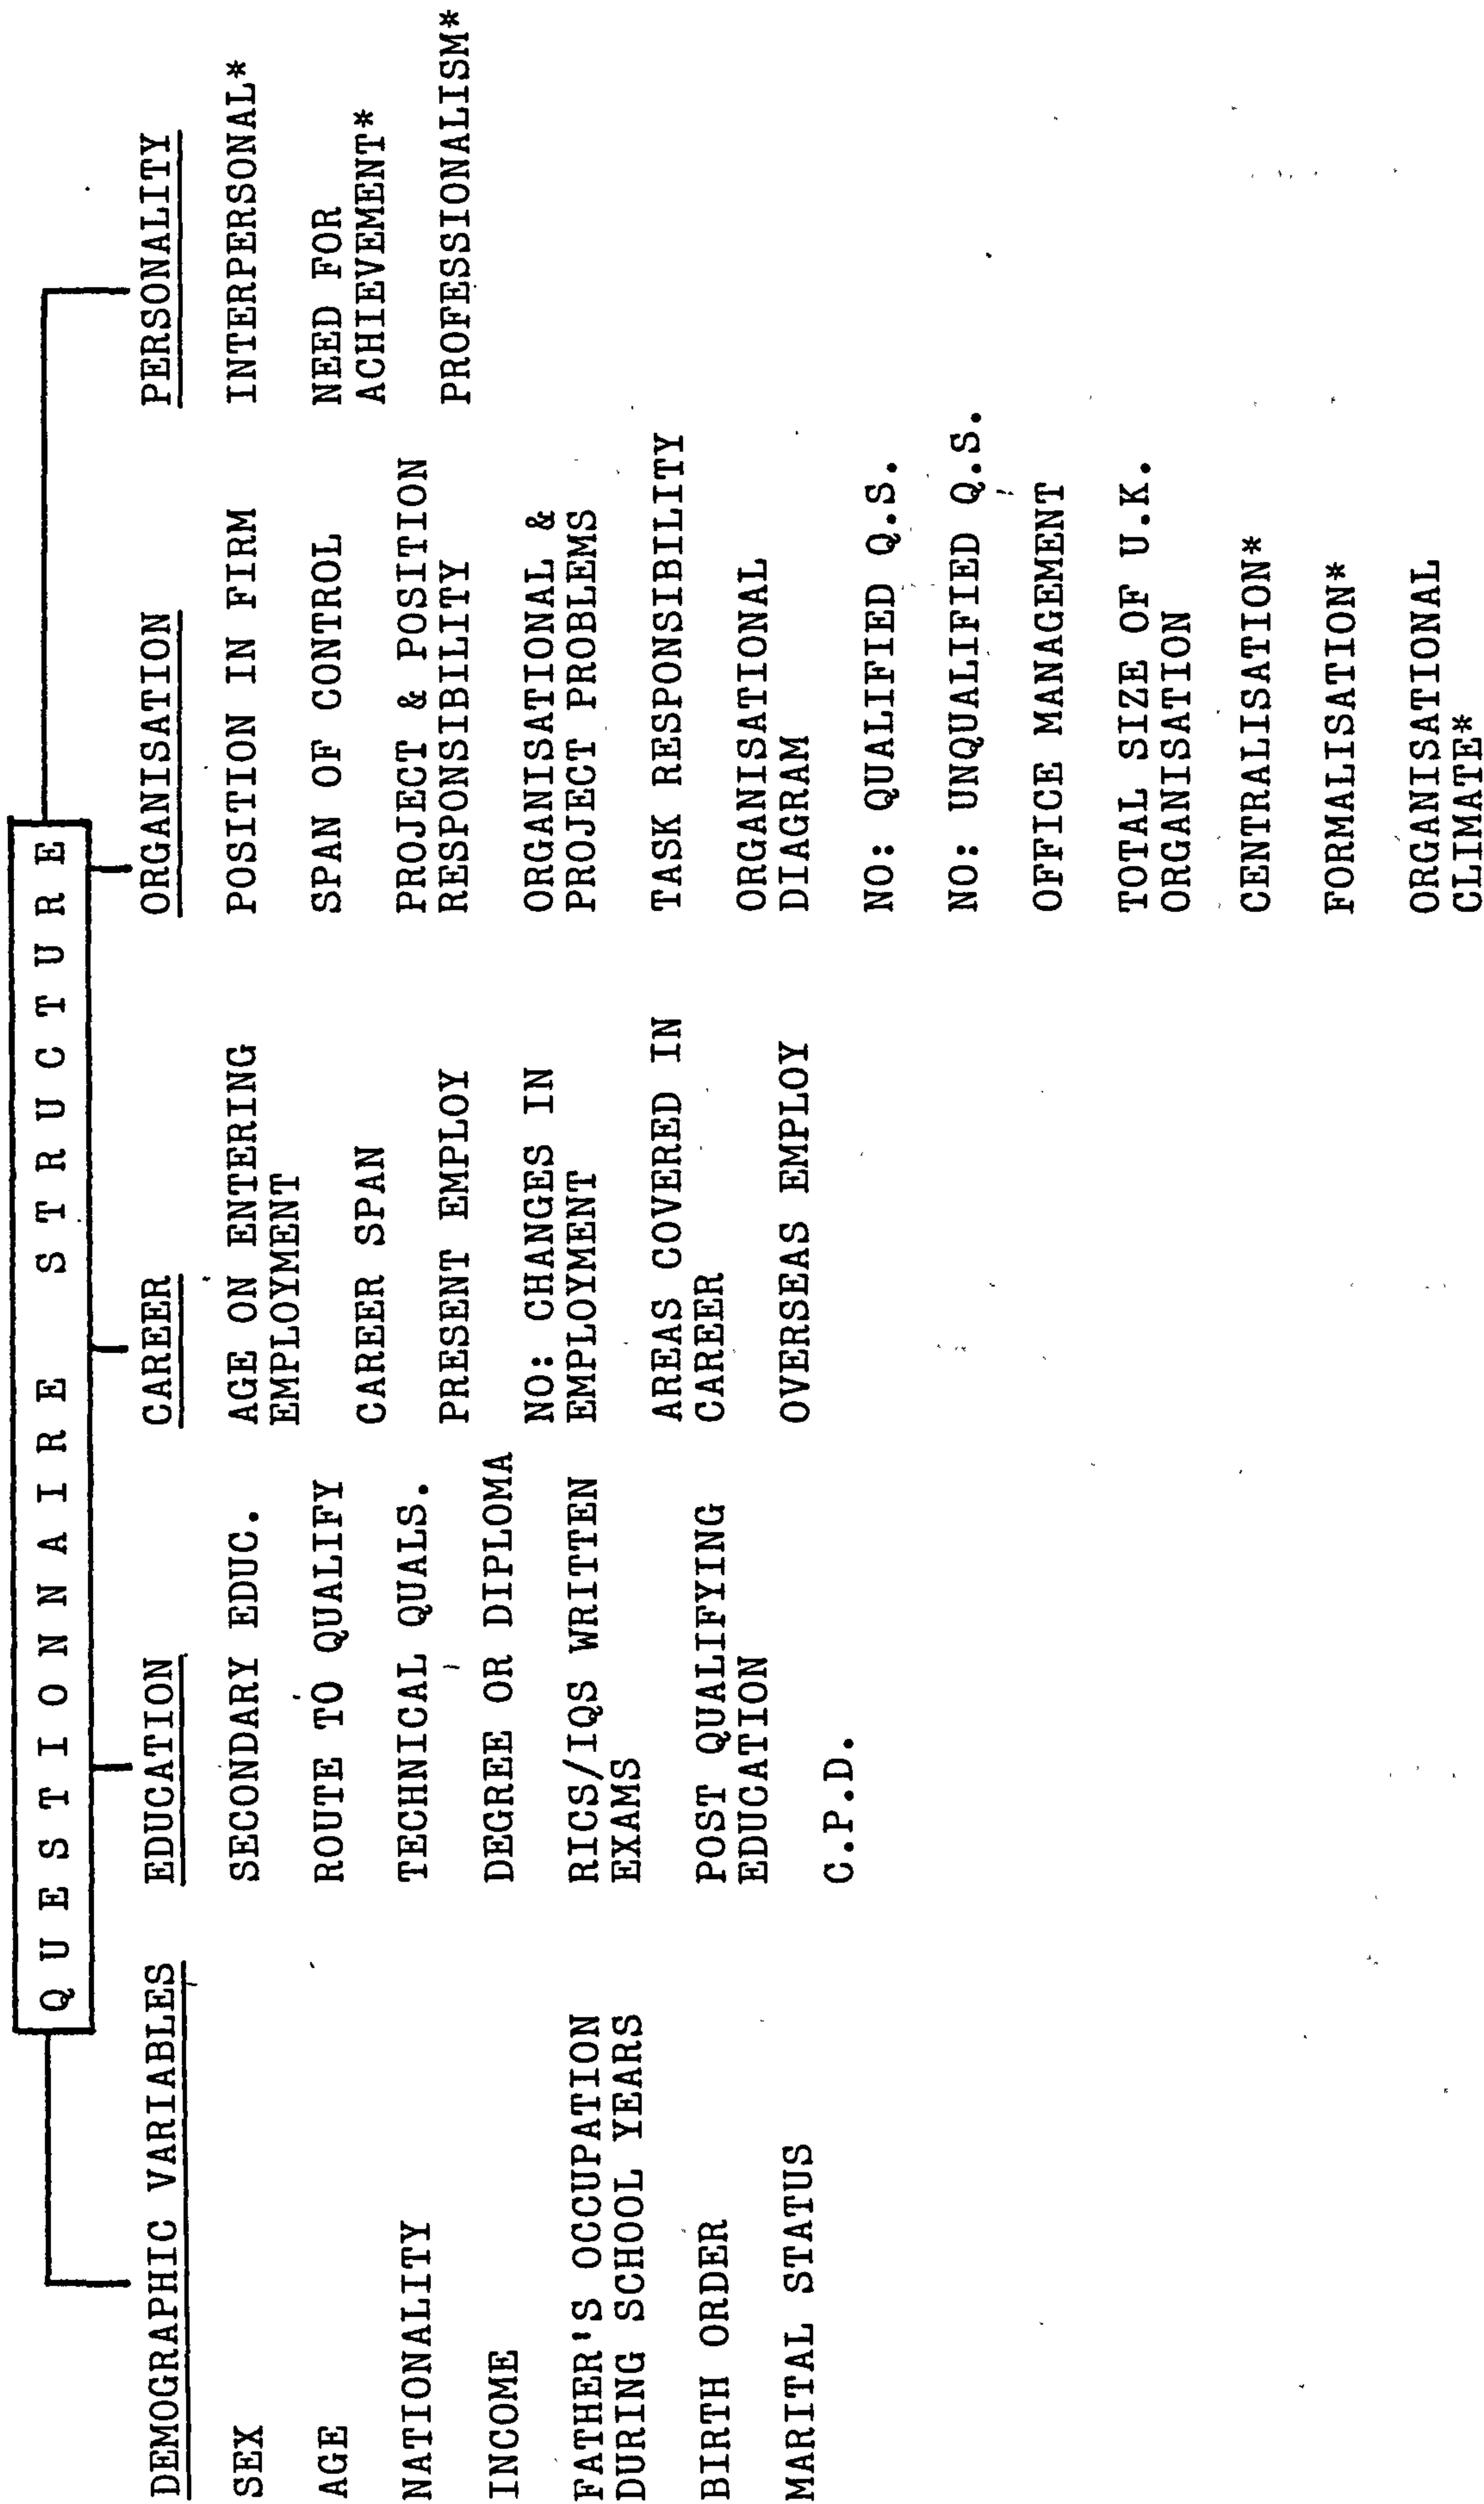 QUESTIONNAIRE STRUCTURE
DEMOGRAPHIC VARIABLES
SEX
AGE
NATIONALITY
INCOME
FATHER'S OCCUPATION
DURING SCHOOL YEARS
BIRTH ORDER
MARITAL STATUS
EDUCATION
SECONDARY EDUC.
ROUTE TO QUALIFY
TECHNICAL QUALS.
DEGREE OR DIPLOMA
RICS/IQS WRITTEN
EXAMS
POST QUALIFYING
EDUCATION
C.P.D.
CAREER
AGE ON ENTERING
EMPLOYMENT
CAREER SPAN
PRESENT EMPLOY
NO: CHANGES IN
EMPLOYMENT
AREAS COVERED IN
CAREER
OVERSEAS EMPLOY
ORGANISATION
POSITION IN FIRM
SPAN OF CONTROL
PROJECT & POSITION
RESPONSIBILITY
ORGANISATIONAL &
PROJECT PROBLEMS
TASK RESPONSIBILITY
ORGANISATIONAL
DIAGRAM
NO: QUALIFIED Q.S.
NO: UNQUALIFIED Q.S.
OFFICE MANAGEMENT
TOTAL SIZE OF U.K.
ORGANISATION
CENTRALISATION*
FORMALISATION*
ORGANISATIONAL
CLIMATE*
PERSONALITY
INTERPERSONAL*
NEED FOR
ACHIEVEMENT*
PROFESSIONALISM*